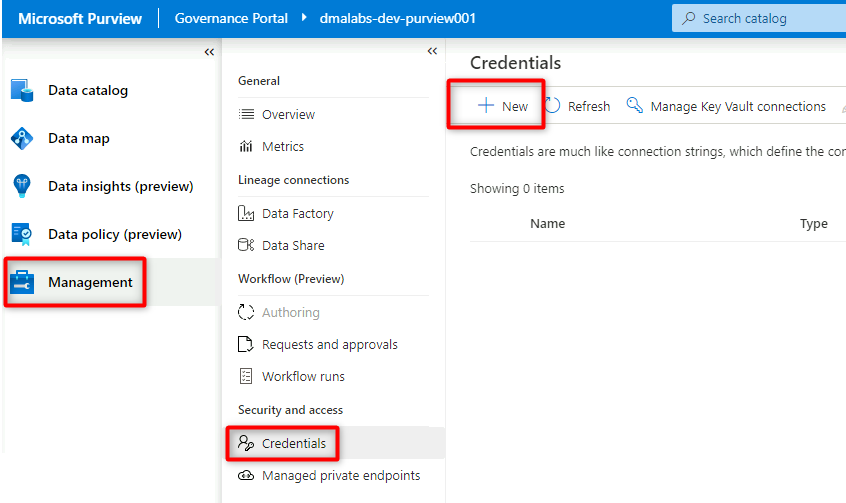 Microsoft Purview
Governance Portal
dmalabs-dev-purview001
Search catalog
Data catalog
Data map
Data insights (preview)
Data policy (preview)
Management
General
Overview
Metrics
Lineage connections
Data Factory
Data Share
Workflow (Preview)
Authoring
Requests and approvals
Workflow runs
Security and access
Credentials
Managed private endpoints
Credentials
New
Refresh
Manage Key Vault connections
Credentials are much like connection strings, which define the
Showing 0 items
Name
Type